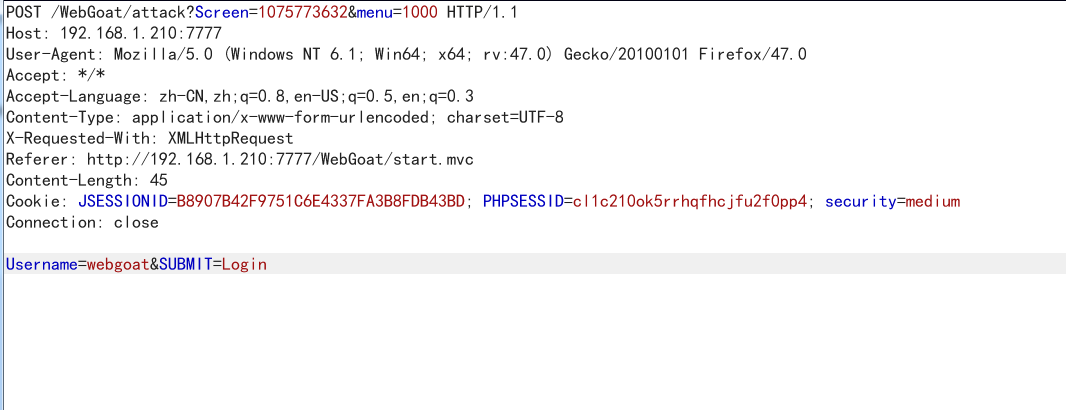 POST /WebGoat/attack?Screen=1075773632&menu=1000 HTTP/1.1
Host: 192.168.1.210:7777
User-Agent: Mozilla/5.0 (Windows NT 6.1; Win64; x64; rv:47.0) Gecko/20100101 Firefox/47.0
Accept: */*
Accept-Language: zh-CN,zh;q=0.8,en-US;q=0.5,en;q=0.3
Content-Type: application/x-www-form-urlencoded; charset=UTF-8
X-Requested-With: XMLHttpRequest
Referer: http://192.168.1.210:7777/WebGoat/start.mvc
Content-Length: 45
Cookie: JSESSIONID=B8907B42F9751C6E4337FA3B8FDB43BD; PHPSESSID=cl1c210ok5rrhqfhcjfu2f0pp4; security=medium
Connection: close
Username=webgoat&SUBMIT=Login